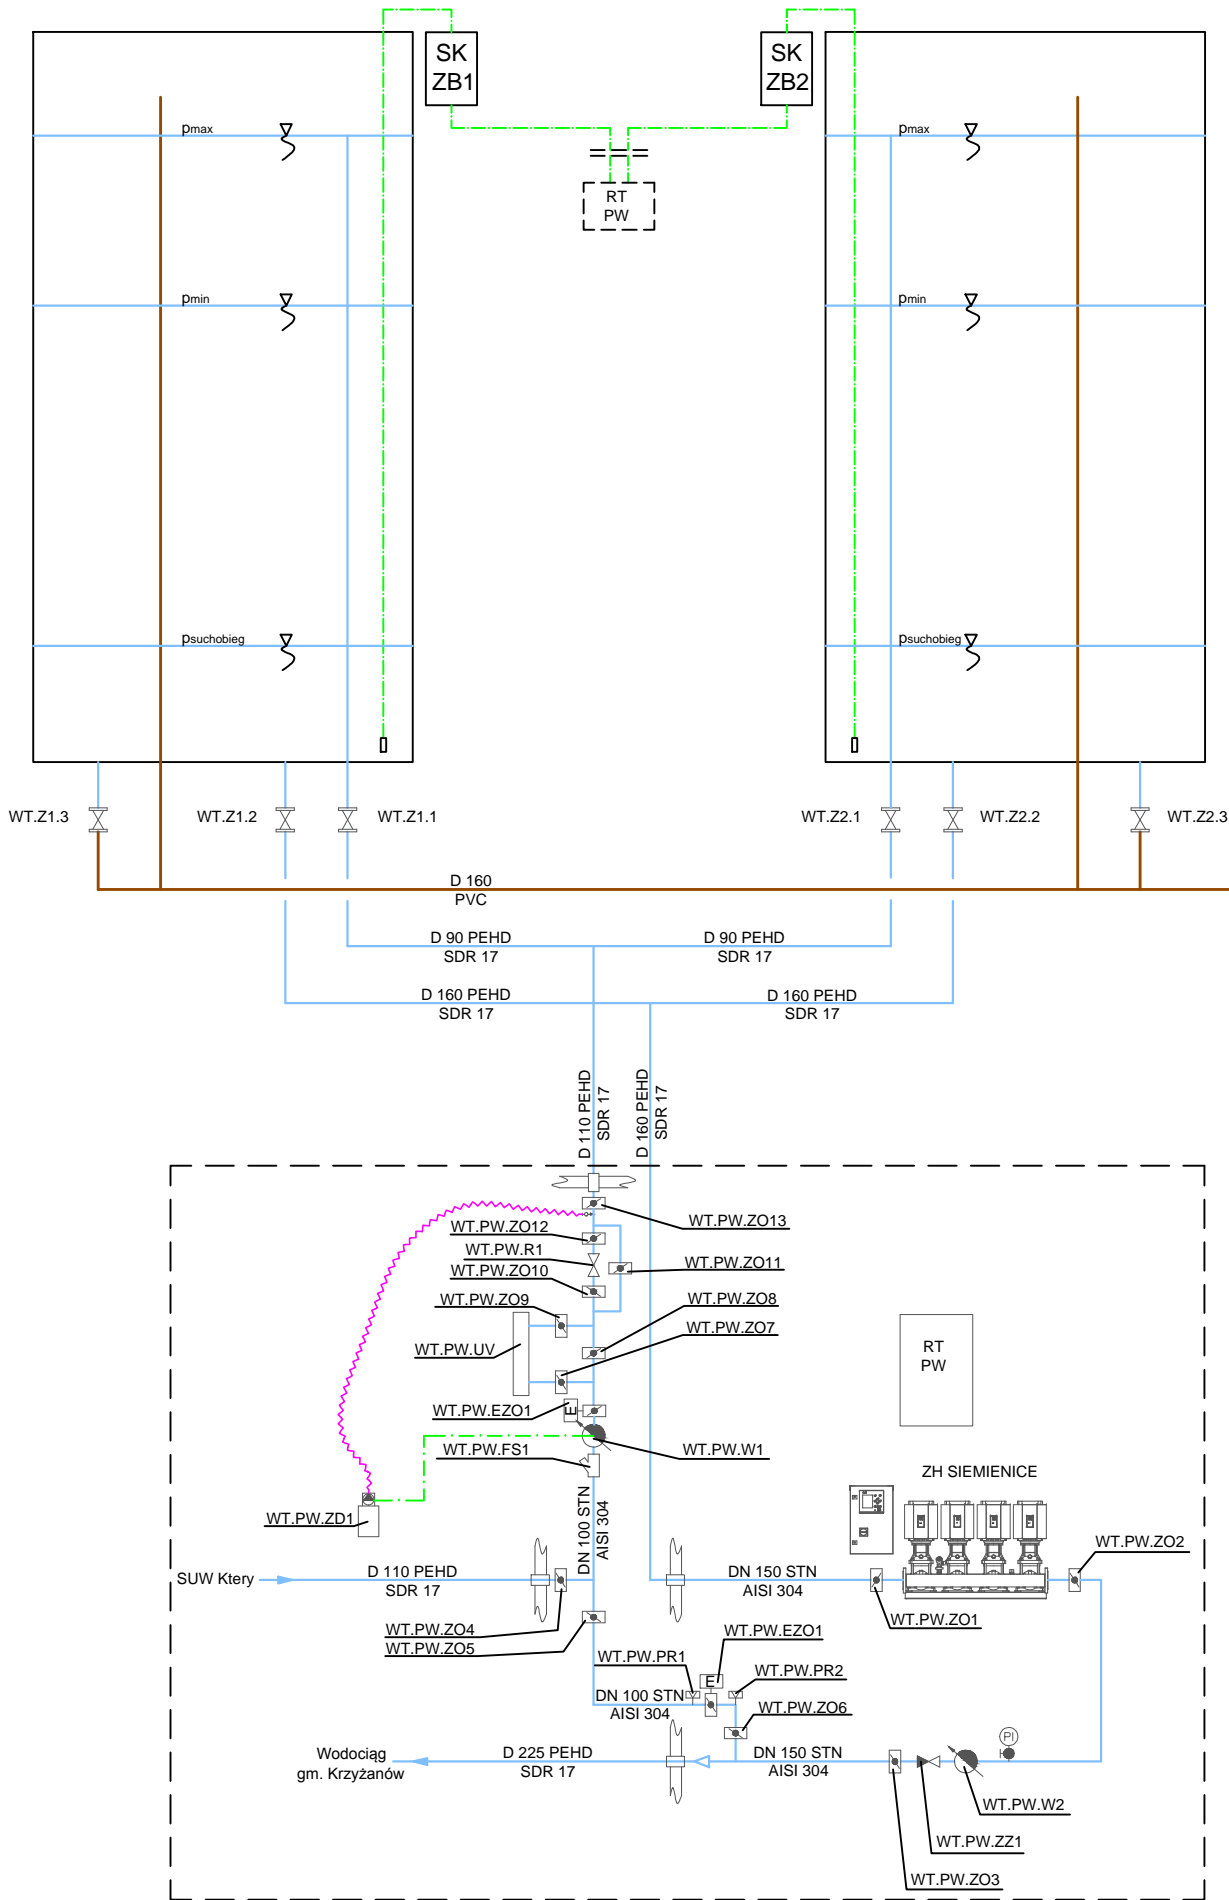 SK
ZB1
SK
ZB2
pmax
pmax
RT
PW
pmin
pmin
psuchobieg
psuchobieg
WT.Z1.3
WT.Z1.2
WT.Z1.1
WT.Z2.1
WT.Z2.2
WT.Z2.3
D 160
PVC
D 90 PEHD
SDR 17
D 90 PEHD
SDR 17
D 160 PEHD
SDR 17
D 160 PEHD
SDR 17
D 110 PEHD
SDR 17
D 160 PEHD
SDR 17
WT.PW.ZO13
WT.PW.ZO12
WT.PW.R1
WT.PW.ZO11
WT.PW.ZO10
WT.PW.ZO9
WT.PW.ZO8
WT.PW.ZO7
WT.PW.UV
RT
PW
WT.PW.EZO1
E
WT.PW.FS1
WT.PW.W1
ZH SIEMIENICE
WT.PW.ZD1
DN 100 STN
AISI 304
SUW Ktery
D 110 PEHD
SDR 17
DN 150 STN
AISI 304
WT.PW.ZO2
WT.PW.ZO1
WT.PW.ZO4
WT.PW.ZO5
WT.PW.EZO1
WT.PW.PR1
E
WT.PW.PR2
DN 100 STN
AISI 304
WT.PW.ZO6
PI
Wodociąg
gm. Krzyżanów
D 225 PEHD
SDR 17
DN 150 STN
AISI 304
WT.PW.W2
WT.PW.ZZ1
WT.PW.ZO3